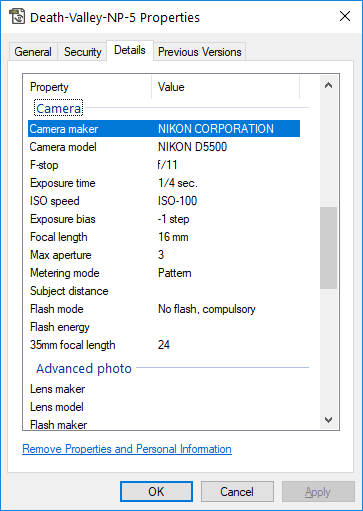 Death-Valley-NP-5 Properties
General Security Details Previous Versions
Property Value
Camera
Camera maker NIKON CORPORATION
Camera model NIKON D5500
F-stop f/11
Exposure time 1/4 sec.
ISO speed ISO-100
Exposure bias -1 step
Focal length 16 mm
Max aperture 3
Metering mode Pattern
Subject distance
Flash mode No flash, compulsory
Flash energy
35mm focal length 24
Advanced photo
Lens maker
Lens model
Flash maker
Remove Properties and Personal Information
OK Cancel Apply